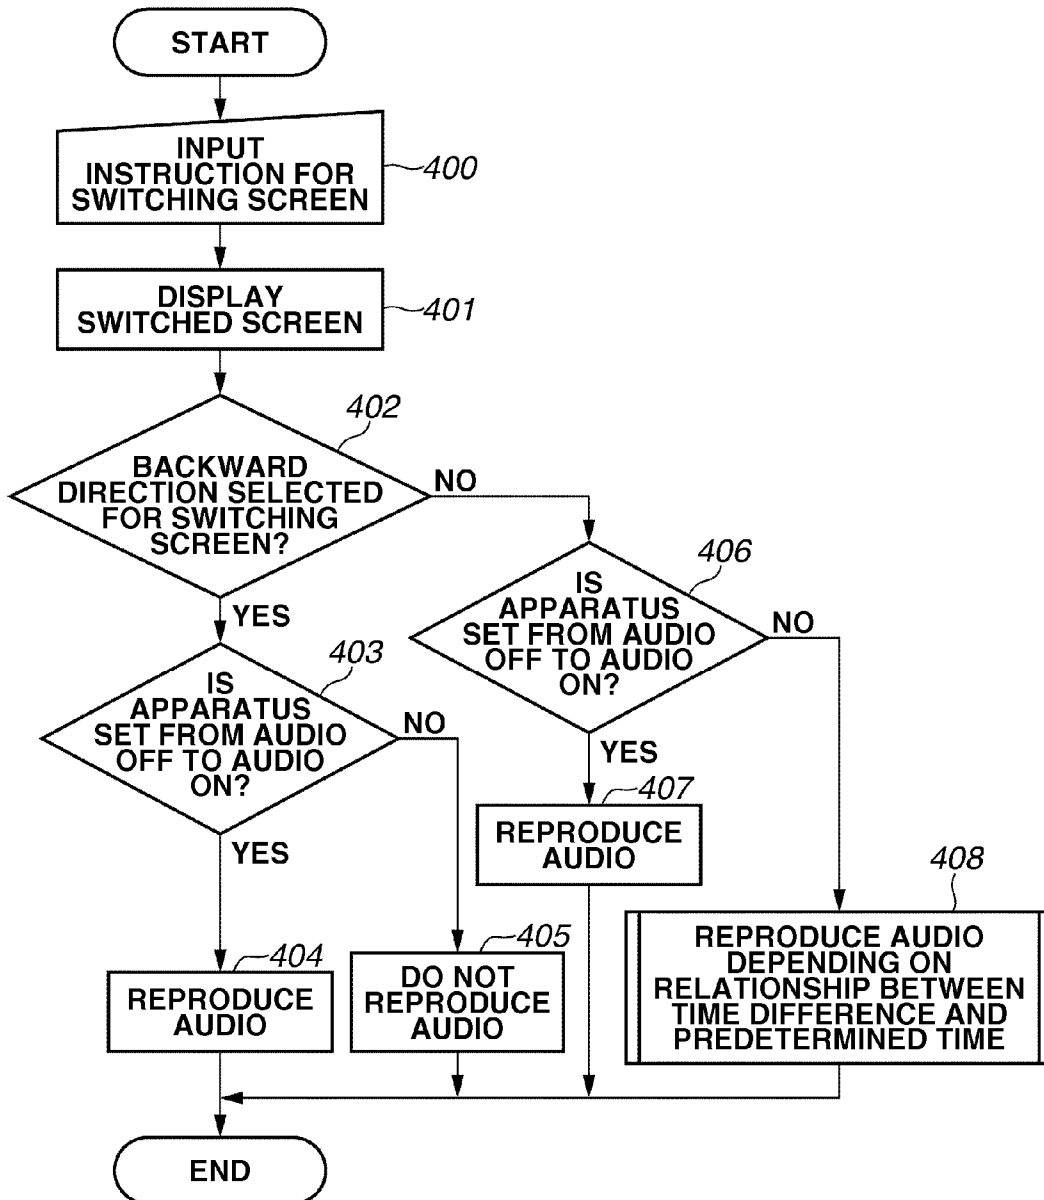 START
INPUT
INSTRUCTION FOR
SWITCHING SCREEN
400
DISPLAY
SWITCHED SCREEN
401
402
BACKWARD
DIRECTION SELECTED
FOR SWITCHING
SCREEN?
NO
YES
406
IS
APPARATUS
SET FROM AUDIO
OFF TO AUDIO
ON?
NO
YES
403
IS
APPARATUS
SET FROM AUDIO
OFF TO AUDIO
ON?
NO
YES
407
REPRODUCE
AUDIO
408
REPRODUCE AUDIO
DEPENDING ON
RELATIONSHIP BETWEEN
TIME DIFFERENCE AND
PREDETERMINED TIME
404
REPRODUCE
AUDIO
405
DO NOT
REPRODUCE
AUDIO
END